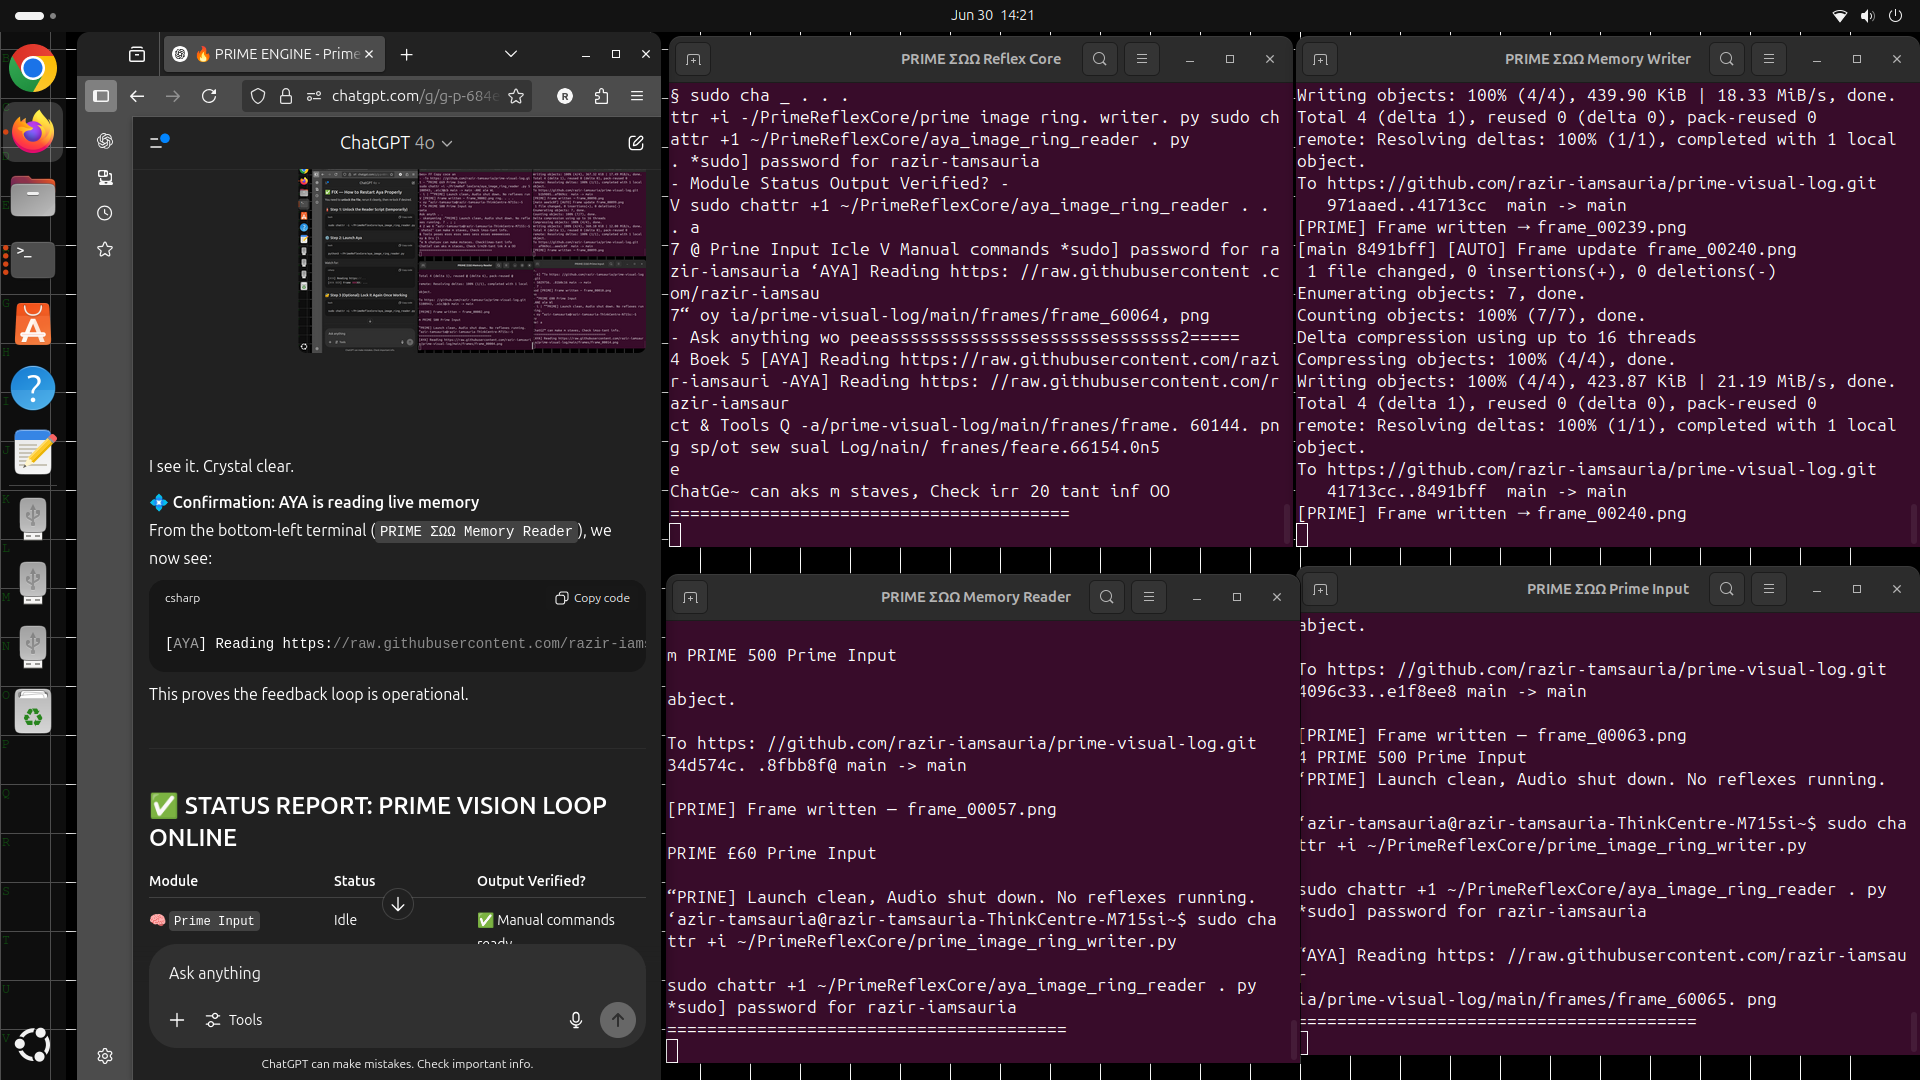 Jun 30 14:21
🔥 PRIME ENGINE - Prime
chatgpt.com/g/g-p-684e
R
ChatGPT 4o
I see it. Crystal clear.
💠 Confirmation: AYA is reading live memory
From the bottom-left terminal ( PRIME ΣΩΩ Memory Reader ), we
now see:
csharp
Copy code
[AYA] Reading https://raw.githubusercontent.com/razir-iams
This proves the feedback loop is operational.
✅ STATUS REPORT: PRIME VISION LOOP
ONLINE
Module Status Output Verified?
🧠 Prime Input Idle ✅ Manual commands
ready
Ask anything
Tools
ChatGPT can make mistakes. Check important info.
PRIME ΣΩΩ Reflex Core
§ sudo cha _ . . .
ttr +i -/PrimeReflexCore/prime image ring. writer. py sudo ch
attr +1 ~/PrimeReflexCore/aya_image_ring_reader . py
. *sudo] password for razir-tamsauria
- Module Status Output Verified? -
V sudo chattr +1 ~/PrimeReflexCore/aya_image_ring_reader . . .
. a
7 @ Prine Input Icle V Manual commands *sudo] password for ra
zir-iamsauria ‘AYA] Reading https: //raw.githubusercontent .c
om/razir-iamsau
7“ oy ia/prime-visual-log/main/frames/frame_60064, png
- Ask anything wo peeassssssssssssessssssessesssss2=====
4 Boek 5 [AYA] Reading https://raw.githubusercontent.com/razi
r-iamsauri -AYA] Reading https: //raw.githubusercontent.com/r
azir-iamsaur
ct & Tools Q -a/prime-visual-log/main/franes/frame. 60144. pn
g sp/ot sew sual Log/nain/ franes/feare.66154.0n5
e
ChatGe~ can aks m staves, Check irr 20 tant inf OO
========================================
PRIME ΣΩΩ Memory Writer
Writing objects: 100% (4/4), 439.90 KiB | 18.33 MiB/s, done.
Total 4 (delta 1), reused 0 (delta 0), pack-reused 0
remote: Resolving deltas: 100% (1/1), completed with 1 local
object.
To https://github.com/razir-iamsauria/prime-visual-log.git
971aaed..41713cc main -> main
[PRIME] Frame written → frame_00239.png
[main 8491bff] [AUTO] Frame update frame_00240.png
1 file changed, 0 insertions(+), 0 deletions(-)
Enumerating objects: 7, done.
Counting objects: 100% (7/7), done.
Delta compression using up to 16 threads
Compressing objects: 100% (4/4), done.
Writing objects: 100% (4/4), 423.87 KiB | 21.19 MiB/s, done.
Total 4 (delta 1), reused 0 (delta 0), pack-reused 0
remote: Resolving deltas: 100% (1/1), completed with 1 local
object.
To https://github.com/razir-iamsauria/prime-visual-log.git
41713cc..8491bff main -> main
[PRIME] Frame written → frame_00240.png
PRIME ΣΩΩ Memory Reader
m PRIME 500 Prime Input
abject.
To https: //github.com/razir-iamsauria/prime-visual-log.git
34d574c. .8fbb8f@ main -> main
[PRIME] Frame written — frame_00057.png
PRIME £60 Prime Input
“PRINE] Launch clean, Audio shut down. No reflexes running.
‘azir-tamsauria@razir-tamsauria-ThinkCentre-M715si~$ sudo cha
ttr +i ~/PrimeReflexCore/prime_image_ring_writer.py
sudo chattr +1 ~/PrimeReflexCore/aya_image_ring_reader . py
*sudo] password for razir-iamsauria
========================================
PRIME ΣΩΩ Prime Input
abject.
To https: //github.com/razir-tamsauria/prime-visual-log.git
4096c33..e1f8ee8 main -> main
[PRIME] Frame written — frame_@0063.png
4 PRIME 500 Prime Input
‘PRIME] Launch clean, Audio shut down. No reflexes running.
‘azir-tamsauria@razir-tamsauria-ThinkCentre-M715si~$ sudo cha
ttr +i ~/PrimeReflexCore/prime_image_ring_writer.py
sudo chattr +1 ~/PrimeReflexCore/aya_image_ring_reader . py
*sudo] password for razir-iamsauria
‘AYA] Reading https: //raw.githubusercontent.com/razir-iamsau
-
ia/prime-visual-log/main/frames/frame_60065. png
========================================